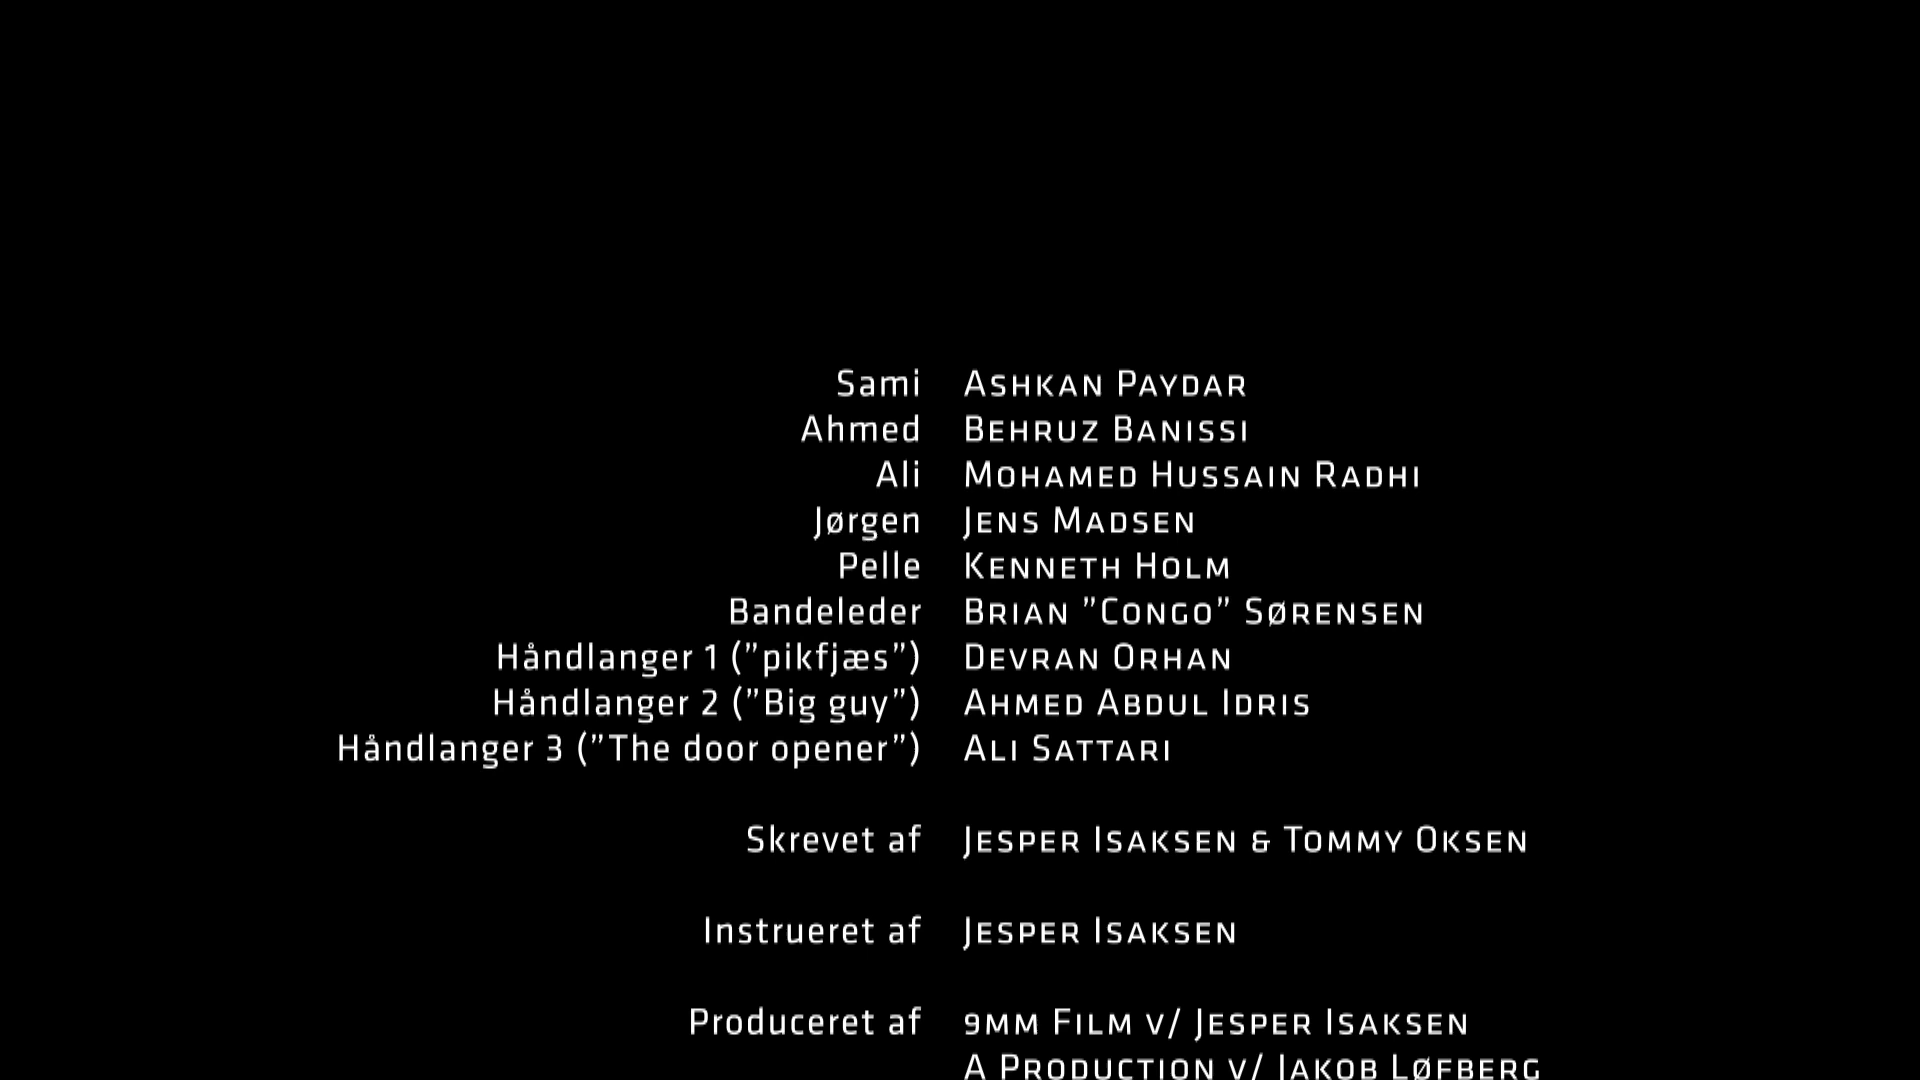 Sami Ashkan Paydar
Ahmed Behruz Banissi
Ali Mohamed Hussain Radhi
Jørgen Jens Madsen
Pelle Kenneth Holm
Bandeleder Brian ”Congo” Sørensen
Håndlanger 1 (”pikfjæs”) Devran Orhan
Håndlanger 2 (”Big guy”) Ahmed Abdul Idris
Håndlanger 3 (”The door opener”) Ali Sattari
Skrevet af Jesper Isaksen & Tommy Oksen
Instrueret af Jesper Isaksen
Produceret af 9mm Film v/ Jesper Isaksen
A Production v/ Jakob Løfberg